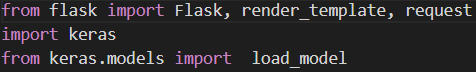 from flask import Flask, render_template, request
import keras
from keras.models import  load_model